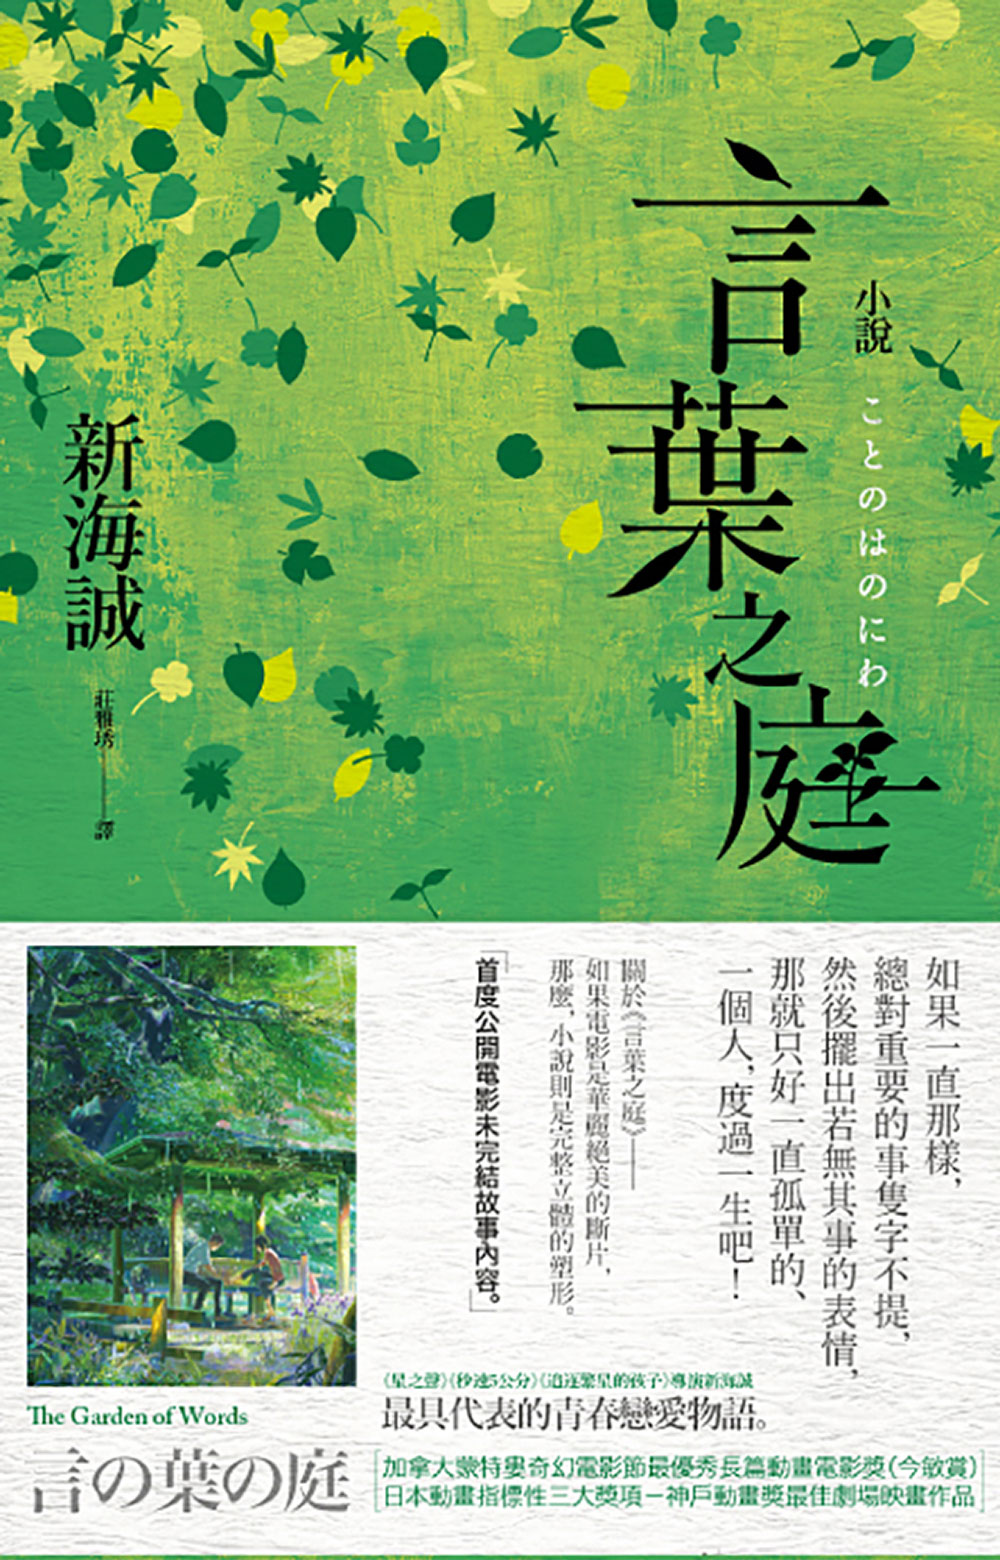 小說 ことのはのにわ
言葉之庭
新海誠
莊雅琇——譯
如果一直那樣，
總對重要的事隻字不提，
然後擺出若無其事的表情，
那就只好一直孤單的、
一個人，度過一生吧！
關於《言葉之庭》——
如果電影是華麗絕美的斷片，
那麼，小說則是完整立體的塑形。
「首度公開電影未完結故事內容。」
《星之聲》《秒速5公分》《追逐繁星的孩子》導演新海誠
最具代表的青春戀愛物語。
The Garden of Words
言の葉の庭
加拿大蒙特婁奇幻電影節最優秀長篇動畫電影獎（今敏賞）
日本動畫指標性三大獎項－神戶動畫獎最佳劇場映畫作品